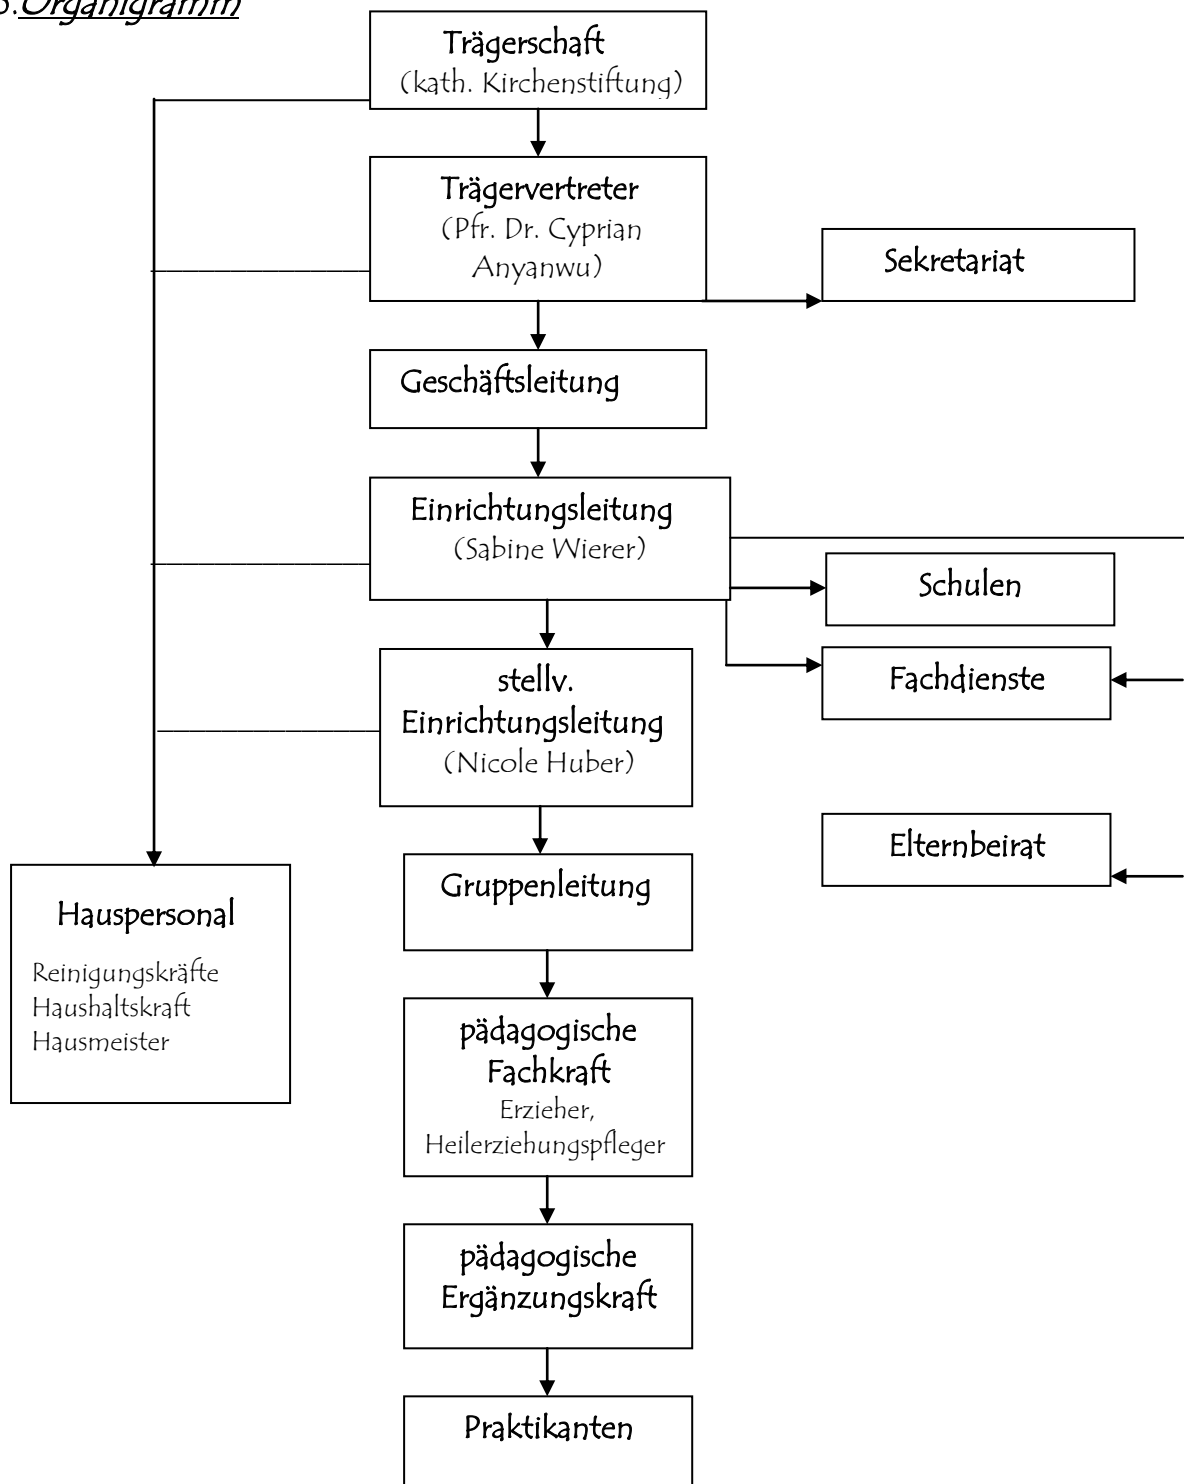 .Organigramm
Trägerschaft
(kath. Kirchenstiftung)
Trägervertreter
(Pfr. Dr. Cyprian
Anyanwu)
Sekretariat
Geschäftsleitung
Einrichtungsleitung
(Sabine Wierer)
Schulen
stellv.
Einrichtungsleitung
(Nicole Huber)
Fachdienste
Elternbeirat
Gruppenleitung
Hauspersonal
Reinigungskräfte
Haushaltskraft
Hausmeister
pädagogische
Fachkraft
Erzieher,
Heilerziehungspfleger
pädagogische
Ergänzungskraft
Praktikanten